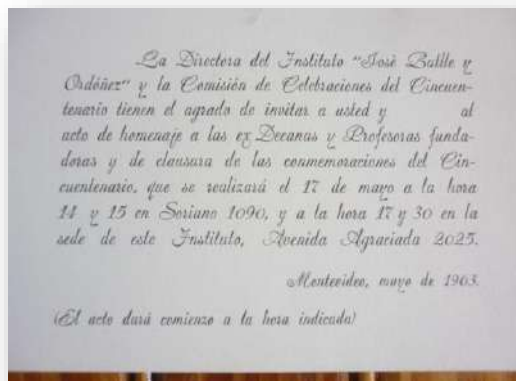 La Directora del Instituto "José Batlle y
Ordóñez" y la Comisión de Celebraciones del Cincuen-
tenario tienen el agrado de invitar a usted y al
acto de homenaje a las ex Decanas y Profesoras funda-
doras y de clausura de las conmemoraciones del Cin-
cuentenario, que se realizará el 17 de mayo a la hora
14 y 15 en Soriano 1090, y a la hora 17 y 30 en la
sede de este Instituto, Avenida Agraciada 2025.
Montevideo, mayo de 1963.
(El acto dará comienzo a la hora indicada)